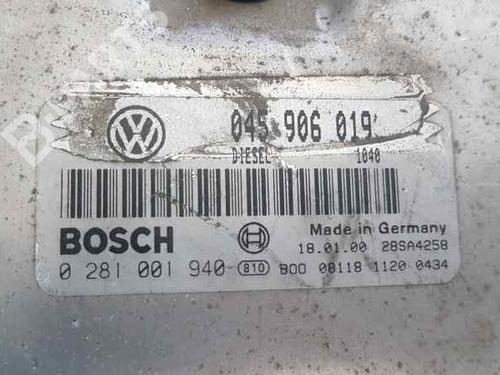 045 906 019
DIESEL 1040
BOSCH
Made in Germany
18.01.00 28SA4258
0 281 001 940 810 B00 08118 1120 0434